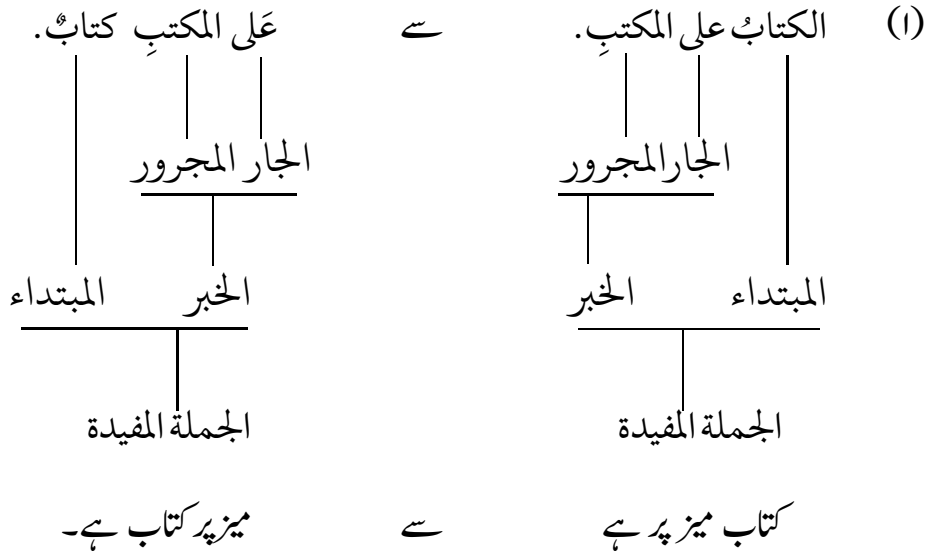 (۱) الكتابُ على المكتبِ. سے عَلى المكتبِ كتابٌ.
الجار المجرور الجار المجرور
المبتداء الخبر الخبر المبتداء
الجملة المفيدة الجملة المفيدة
کتاب میز پر ہے سے میز پر کتاب ہے۔